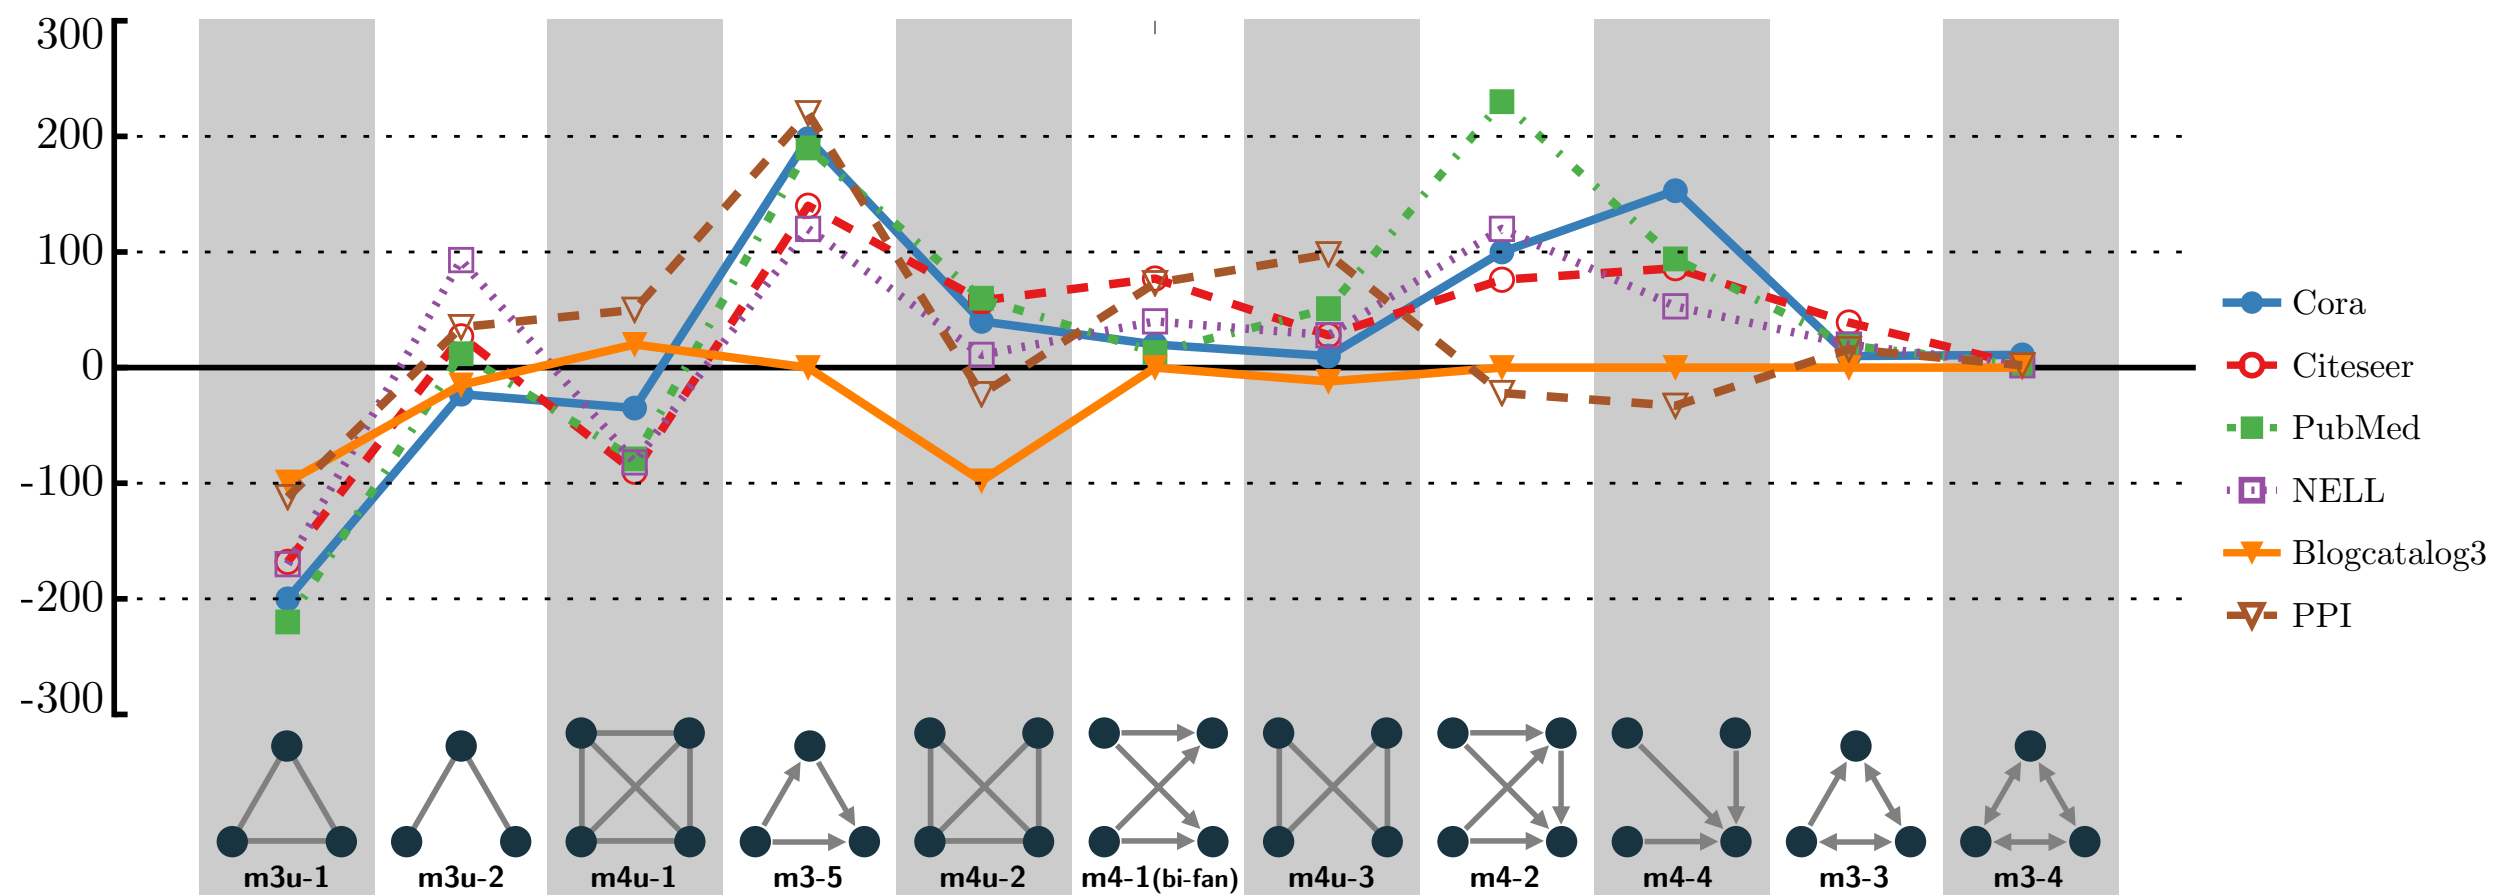 300
200
100
0
-100
-200
-300
Cora
Citeseer
PubMed
NELL
Blogcatalog3
PPI
m3u-1 m3u-2 m4u-1 m3-5 m4u-2 m4-1(bi-fan) m4u-3 m4-2 m4-4 m3-3 m3-4